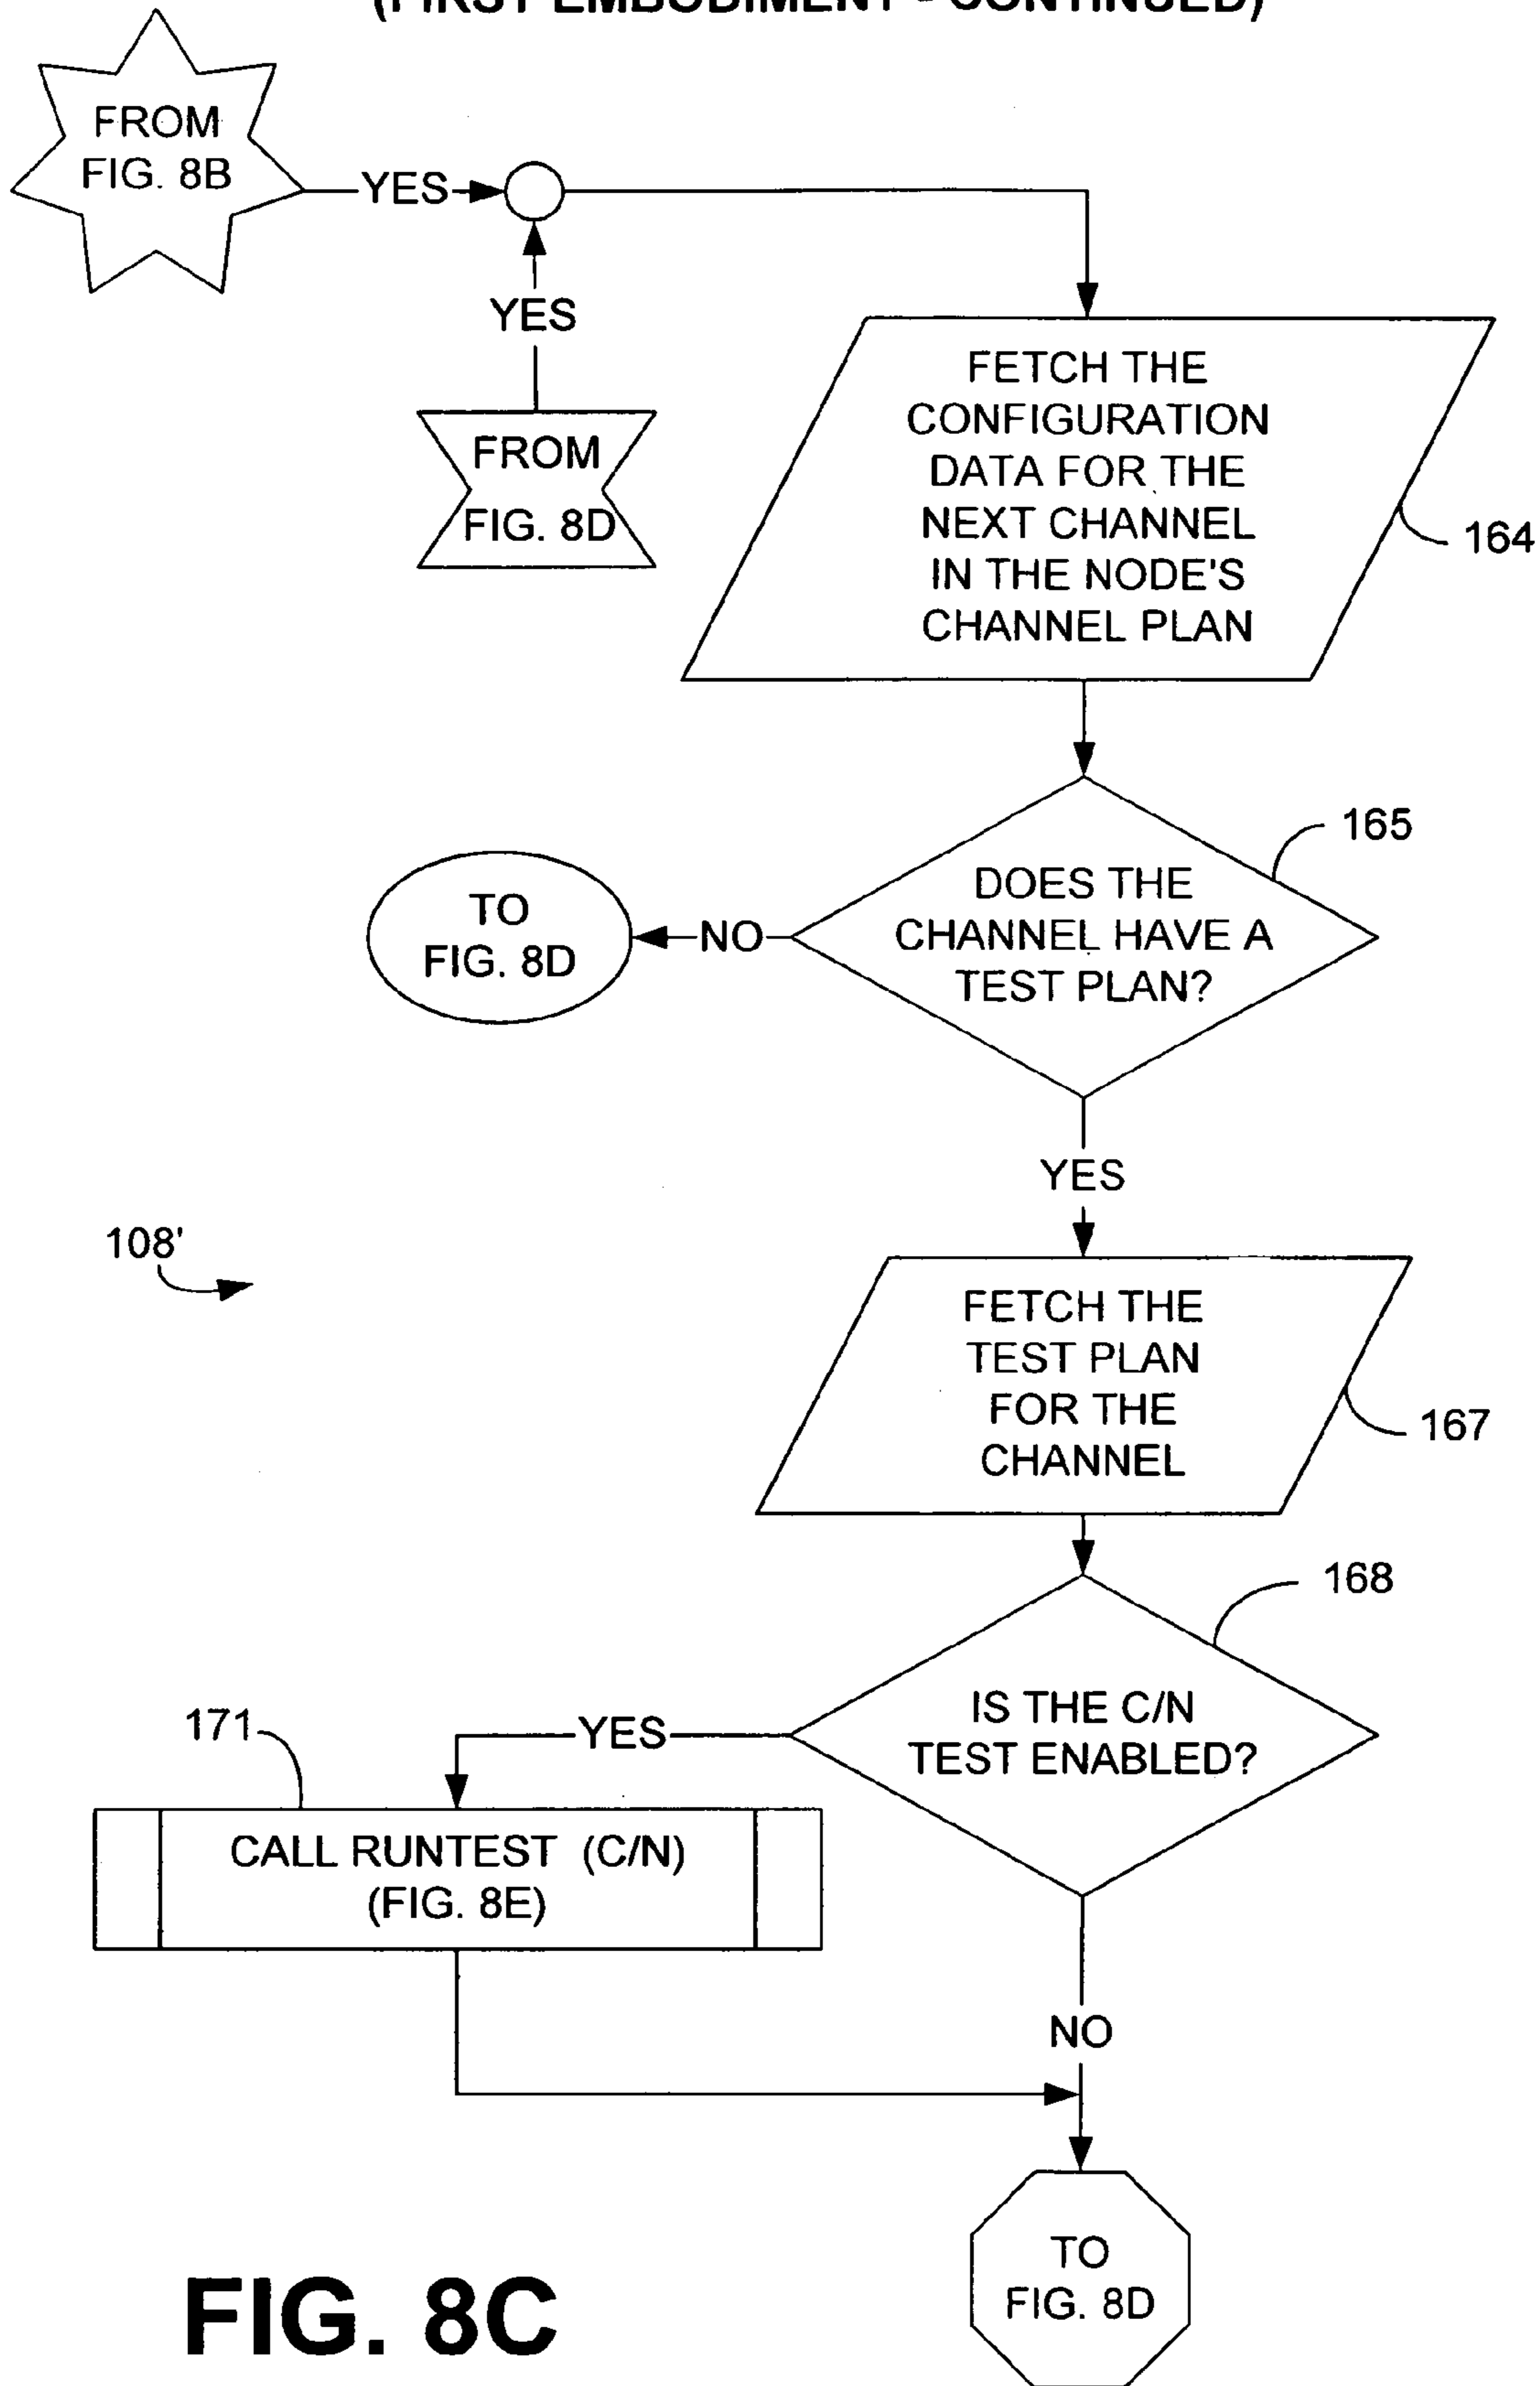 (FIRST EMBODIMENT - CONTINUED)
FROM
FIG. 8B
YES
YES
FROM
FIG. 8D
FETCH THE
CONFIGURATION
DATA FOR THE
NEXT CHANNEL
IN THE NODE'S
CHANNEL PLAN
164
165
DOES THE
CHANNEL HAVE A
TEST PLAN?
NO
TO
FIG. 8D
YES
108'
FETCH THE
TEST PLAN
FOR THE
CHANNEL
167
168
IS THE C/N
TEST ENABLED?
YES
171
CALL RUNTEST (C/N)
(FIG. 8E)
NO
TO
FIG. 8D
FIG. 8C